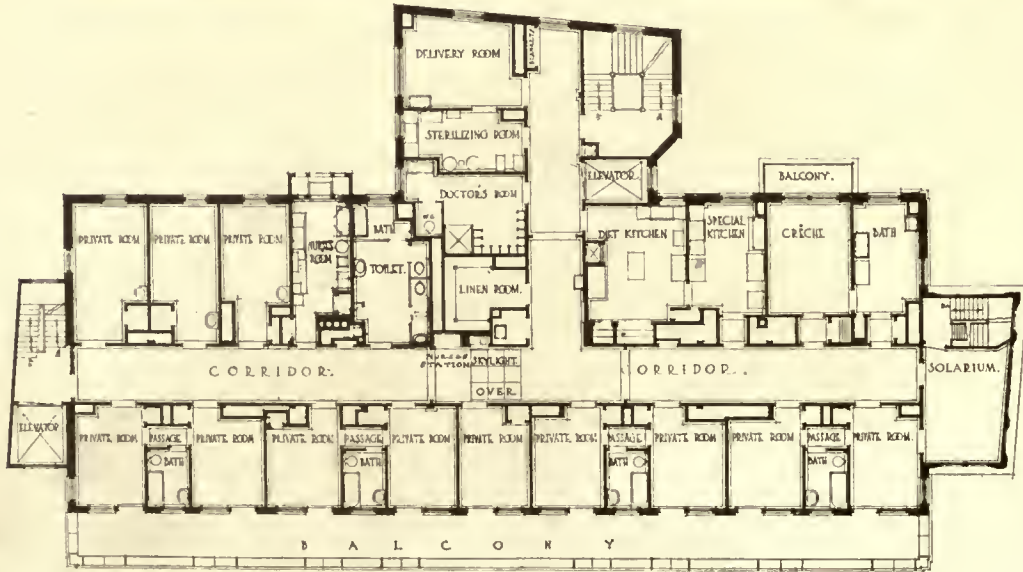 DELIVERY ROOM
STERILIZING ROOM
DOCTOR'S ROOM
ELEVATOR.
BALCONY.
PRIVATE ROOM
PRIVATE ROOM
PRIVATE ROOM
NURSES
ROOM
BATH
TOILET.
LINEN ROOM.
DIET KITCHEN
SPECIAL
KITCHEN
CRÊCHE
BATH
CORRIDOR.
NURSES
STATION
SKYLIGHT
OVER
CORRIDOR.
SOLARIUM.
ELEVATOR
PRIVATE ROOM
PASSAGE
BATH
PRIVATE ROOM
PRIVATE ROOM
PASSAGE
BATH
PRIVATE ROOM
PRIVATE ROOM
PRIVATE ROOM
PASSAGE
BATH
PRIVATE ROOM
PRIVATE ROOM
PASSAGE
BATH
PRIVATE ROOM.
BALCONY